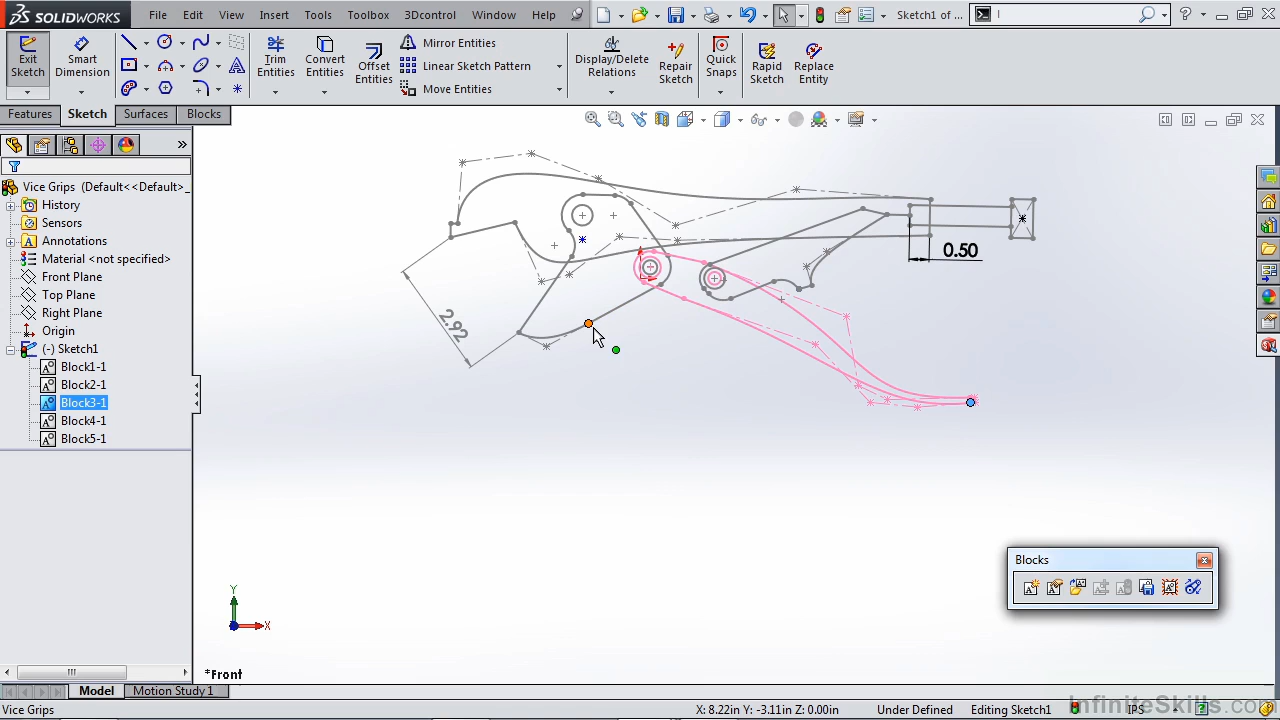 SOLIDWORKS File Edit View Insert Tools Toolbox 3Dcontrol Window Help Sketch1 of ...
Exit Sketch
Smart Dimension
Trim Entities
Convert Entities
Offset Entities
Mirror Entities
Linear Sketch Pattern
Move Entities
Display/Delete Relations
Repair Sketch
Quick Snaps
Rapid Sketch
Replace Entity
Features Sketch Surfaces Blocks
Vice Grips (Default<<Default>_
History
Sensors
Annotations
Material <not specified>
Front Plane
Top Plane
Right Plane
Origin
(-) Sketch1
Block1-1
Block2-1
Block3-1
Block4-1
Block5-1
0.50
2.92
Blocks
Y
X
*Front
Model Motion Study 1
Vice Grips X: 8.22in Y: -3.11in Z: 0.00in Under Defined Editing Sketch1 IPS
InfiniteSkills.com